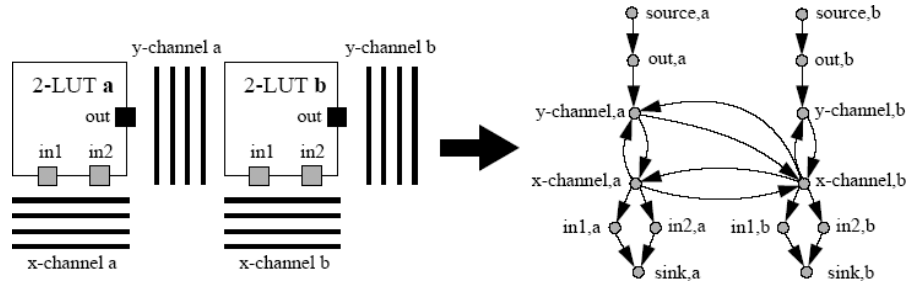 y-channel a
2-LUT a
out
in1
in2
x-channel a
y-channel b
2-LUT b
out
in1
in2
x-channel b
source,a
source,b
out,a
out,b
y-channel,a
y-channel,b
x-channel,a
x-channel,b
in1,a
in2,a
in1,b
in2,b
sink,a
sink,b